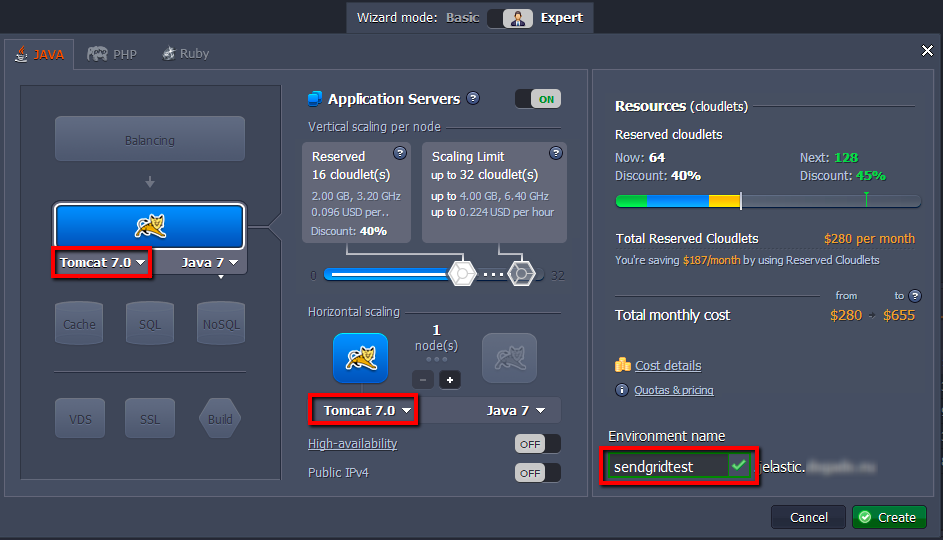 Wizard mode: Basic Expert
JAVA PHP Ruby
Balancing
Tomcat 7.0 Java 7
Cache SQL NoSQL
VDS SSL Build
Application Servers ? ON
Vertical scaling per node
Reserved ?
16 cloudlet(s)
2.00 GB, 3.20 GHz
0.096 USD per..
Discount: 40%
Scaling Limit ?
up to 32 cloudlet(s)
up to 4.00 GB, 6.40 GHz
up to 0.224 USD per hour
0 32
Horizontal scaling
1
node(s)
- +
Tomcat 7.0 Java 7
High-availability OFF
Public IPv4 OFF
Resources (cloudlets)
Reserved cloudlets
Now: 64 Next: 128
Discount: 40% Discount: 45%
Total Reserved Cloudlets $280 per month
You're saving $187/month by using Reserved Cloudlets
from to ?
Total monthly cost $280 $655
Cost details
Quotas & pricing
Environment name
sendgridtest jelastic.
Cancel Create